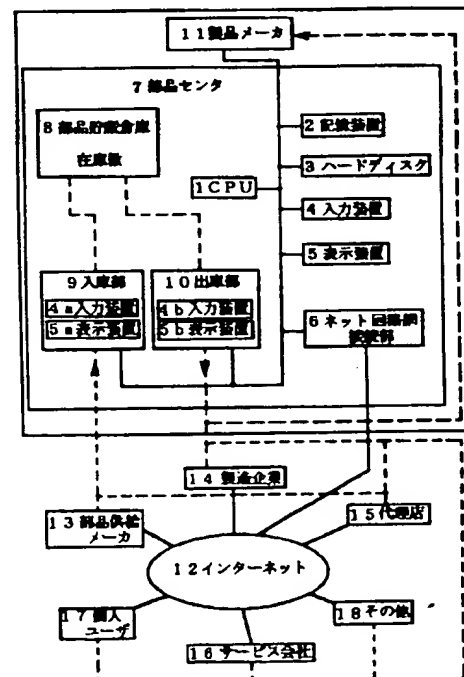 11製品メーカ
7部品センタ
8部品貯蔵倉庫
在庫数
2記憶装置
3ハードディスク
1CPU
4入力装置
5表示装置
9入庫部
4a入力装置
5a表示装置
10出庫部
4b入力装置
5b表示装置
6ネット回路網
接続部
14製造企業
13部品供給
メーカ
15代理店
12インターネット
17個人
ユーザ
18その他
16サービス会社